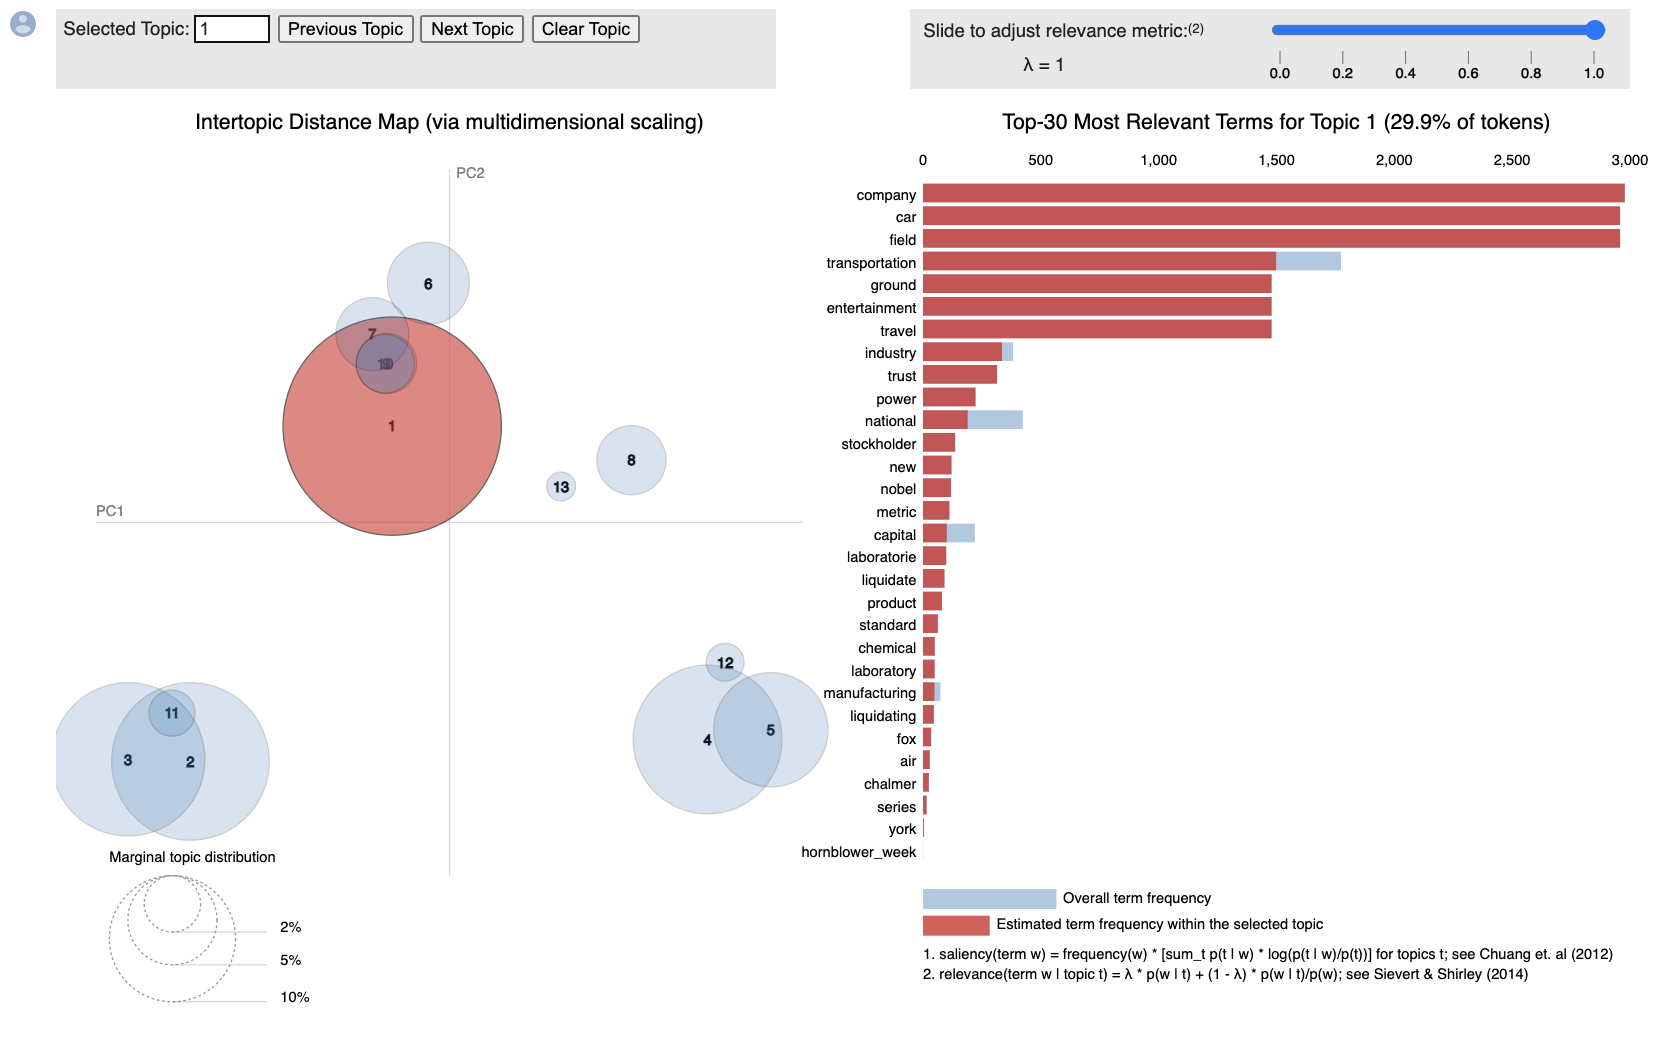 Selected Topic: 1 Previous Topic Next Topic Clear Topic
Slide to adjust relevance metric:(2)
λ = 1
0.0 0.2 0.4 0.6 0.8 1.0
Intertopic Distance Map (via multidimensional scaling)
PC2
PC1
6
7
1
8
13
12
4
5
11
3
2
Marginal topic distribution
2%
5%
10%
Top-30 Most Relevant Terms for Topic 1 (29.9% of tokens)
0 500 1,000 1,500 2,000 2,500 3,000
company
car
field
transportation
ground
entertainment
travel
industry
trust
power
national
stockholder
new
nobel
metric
capital
laboratorie
liquidate
product
standard
chemical
laboratory
manufacturing
liquidating
fox
air
chalmer
series
york
hornblower_week
Overall term frequency
Estimated term frequency within the selected topic
1. saliency(term w) = frequency(w) * [sum_t p(t | w) * log(p(t | w)/p(t))] for topics t; see Chuang et. al (2012)
2. relevance(term w | topic t) = λ * p(w | t) + (1 - λ) * p(w | t)/p(w); see Sievert & Shirley (2014)